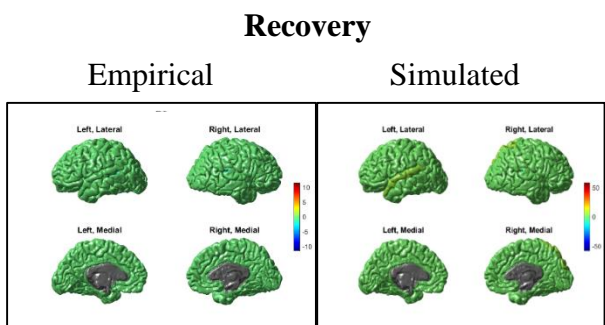 Recovery
Empirical Simulated
Left, Lateral Right, Lateral
10
5
0
-5
-10
Left, Medial Right, Medial
Left, Lateral Right, Lateral
50
0
-50
Left, Medial Right, Medial